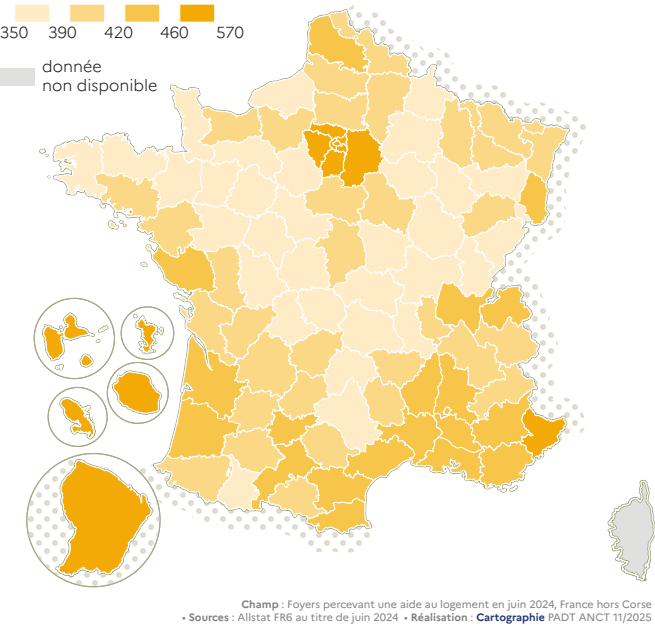 350 390 420 460 570
donnée
non disponible
Champ : Foyers percevant une aide au logement en juin 2024, France hors Corse
• Sources : Allstat FR6 au titre de juin 2024 • Réalisation : Cartographie PADT ANCT 11/2025